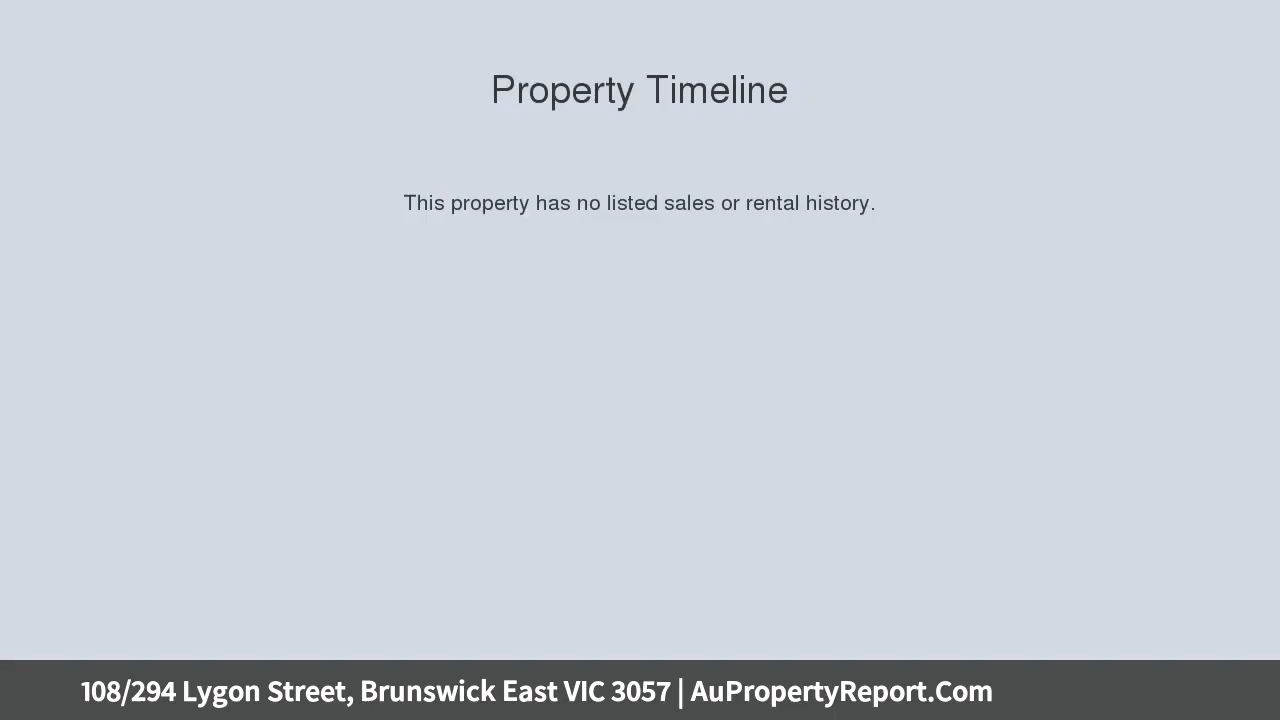 Property Timeline
This property has no listed sales or rental history.
108/294 Lygon Street, Brunswick East VIC 3057 | AuPropertyReport.Com